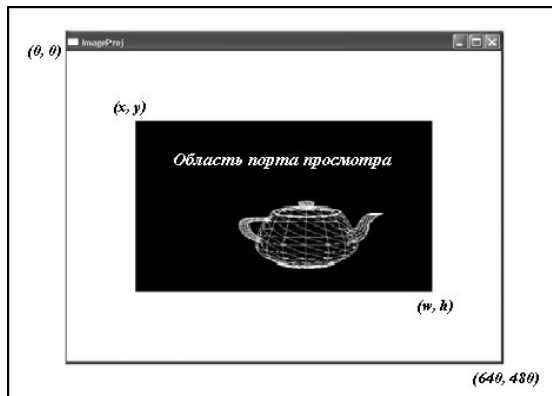 ImageProj
(0, 0)
(x, y)
Область порта просмотра
(w, h)
(640, 480)